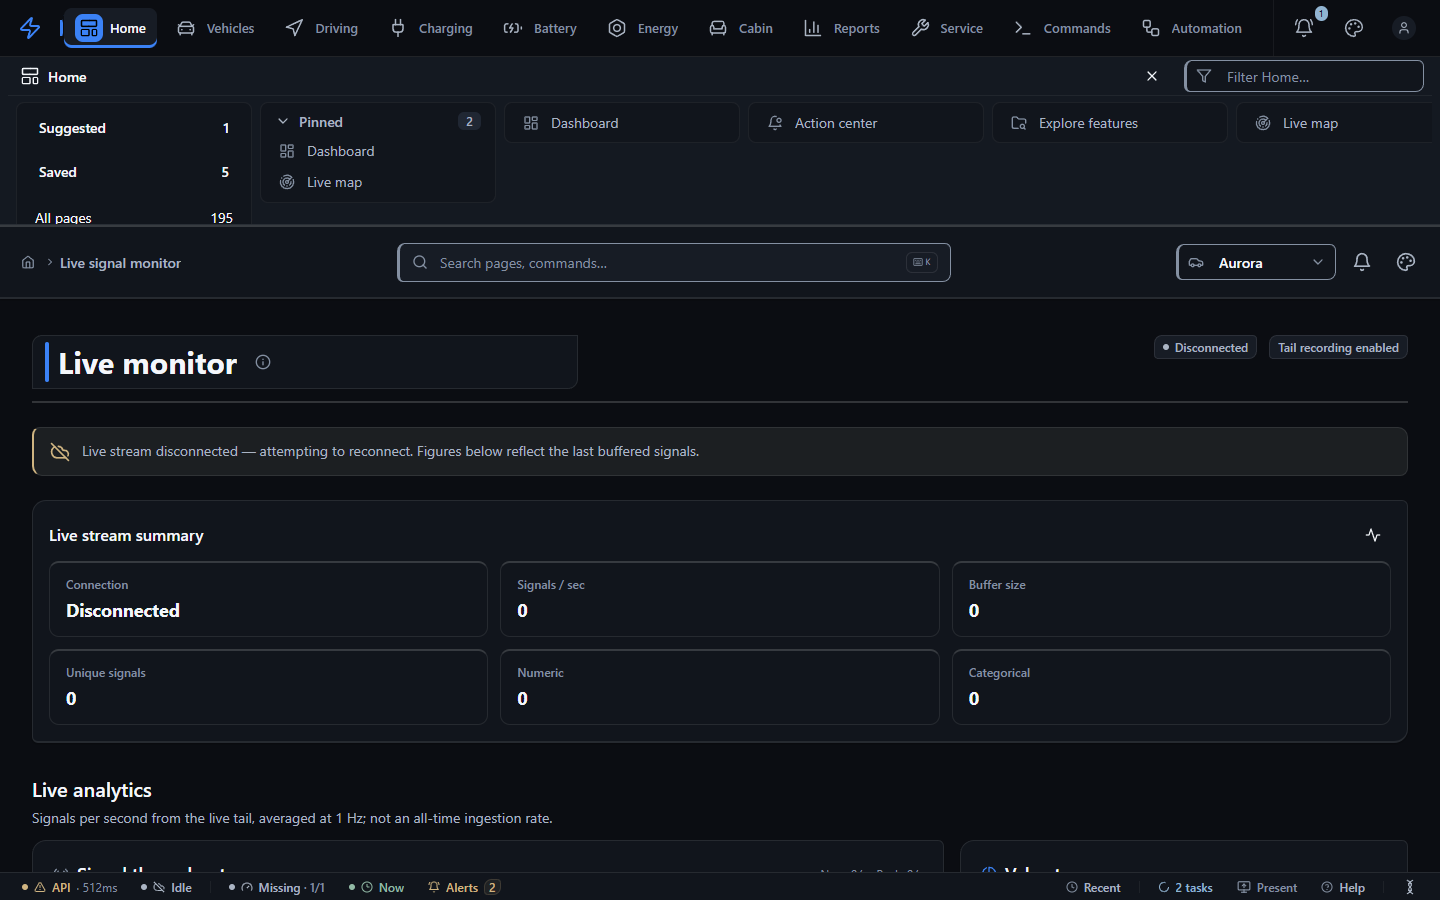 Home
Vehicles
Driving
Charging
Battery
Energy
Cabin
Reports
Service
Commands
Automation
1
Home
Filter Home...
Suggested 1
Saved 5
All pages 195
Pinned 2
Dashboard
Live map
Dashboard
Action center
Explore features
Live map
Live signal monitor
Search pages, commands...
K
Aurora
Live monitor
Disconnected
Tail recording enabled
Live stream disconnected — attempting to reconnect. Figures below reflect the last buffered signals.
Live stream summary
Connection
Disconnected
Signals / sec
0
Buffer size
0
Unique signals
0
Numeric
0
Categorical
0
Live analytics
Signals per second from the live tail, averaged at 1 Hz; not an all-time ingestion rate.
API · 512ms
Idle
Missing · 1/1
Now
Alerts 2
Recent
2 tasks
Present
Help